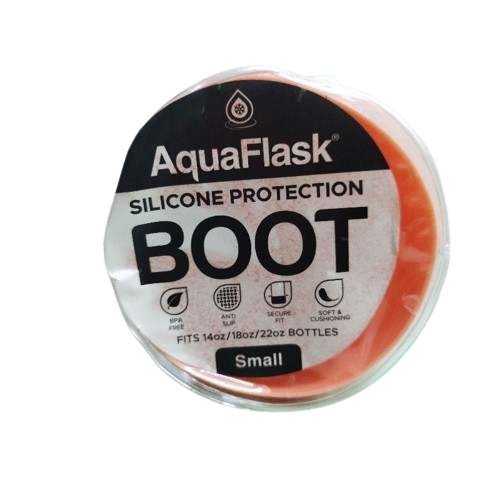 AquaFlask®
SILICONE PROTECTION
BOOT
BPA
FREE
ANTI
SLIP
SECURE
FIT
SOFT &
CUSHIONING
FITS 14oz/18oz/22oz BOTTLES
Small